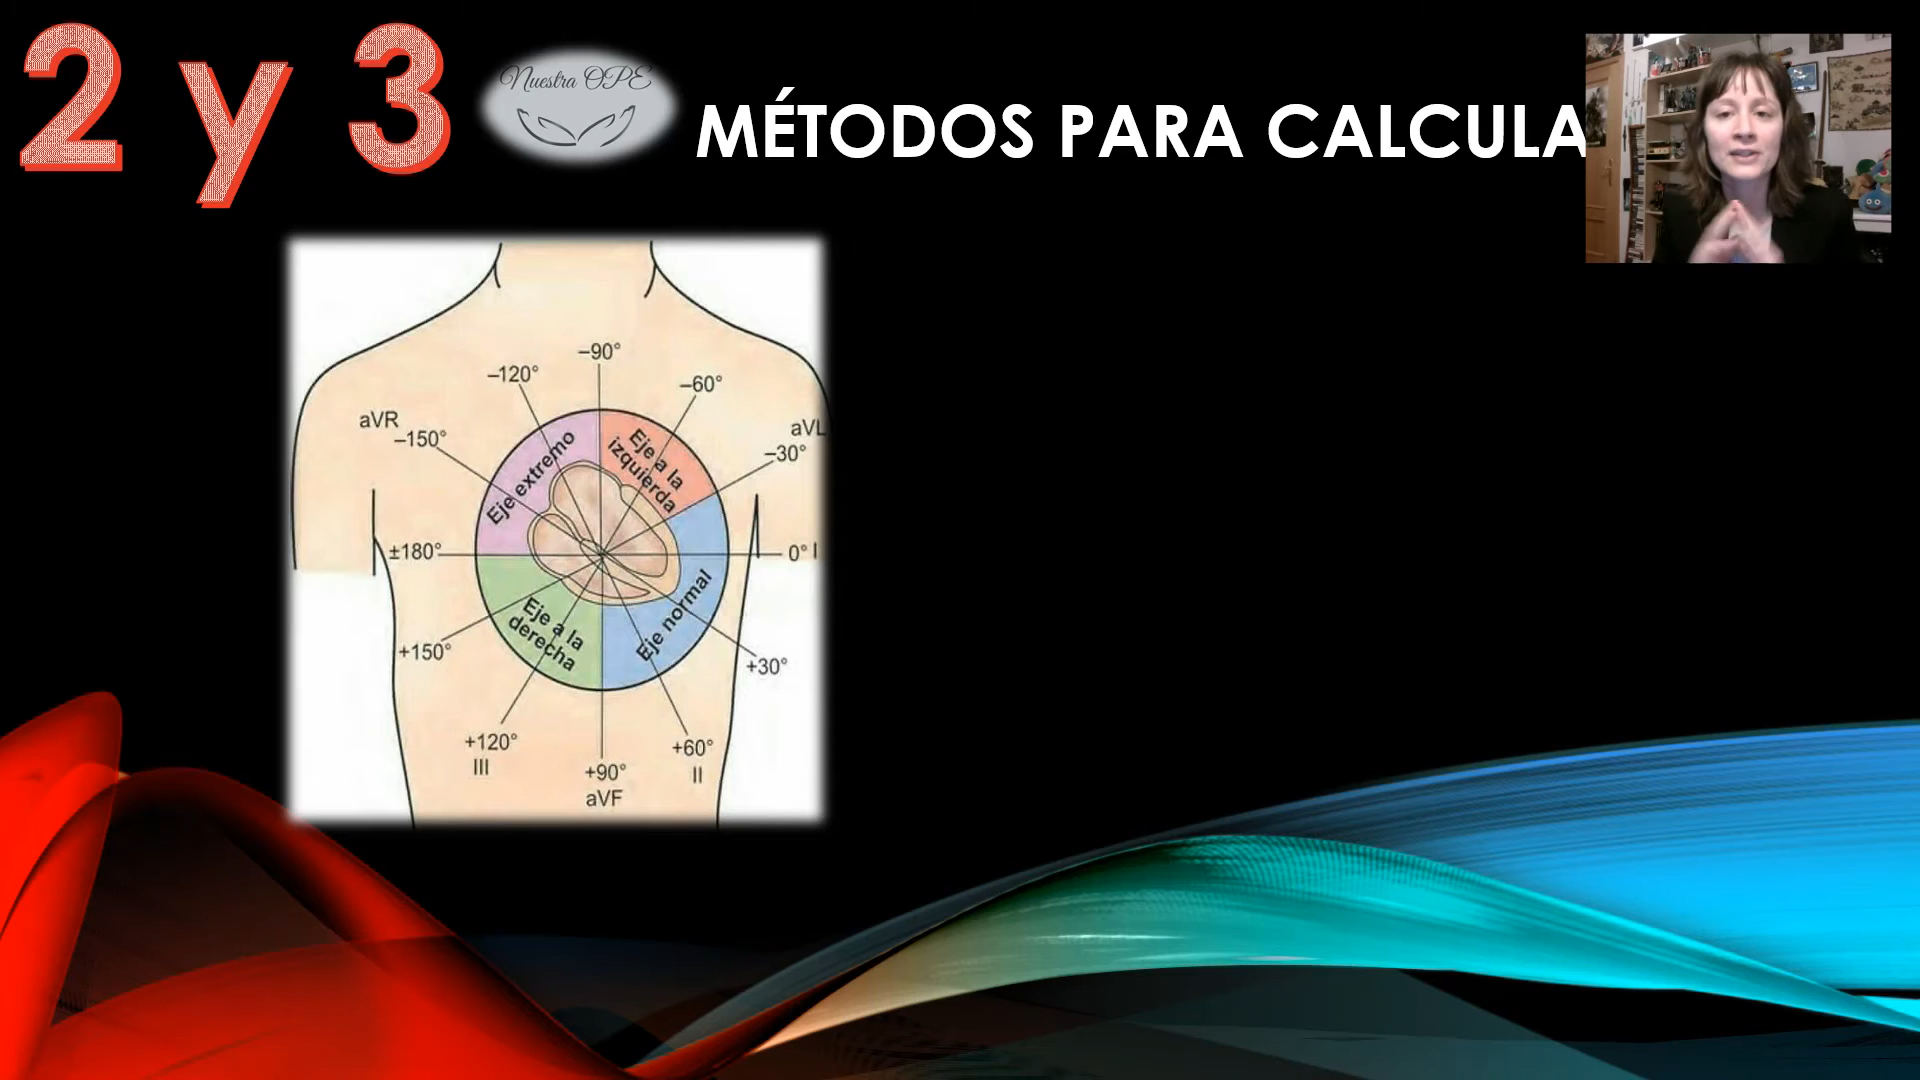 2 y 3
Nuestra OPE
MÉTODOS PARA CALCULA
–90°
–120°
–60°
aVR
aVL
–150°
–30°
Eje extremo
Eje a la
izquierda
±180°
0° I
Eje a la
derecha
Eje normal
+150°
+30°
+120°
III
+60°
II
+90°
aVF